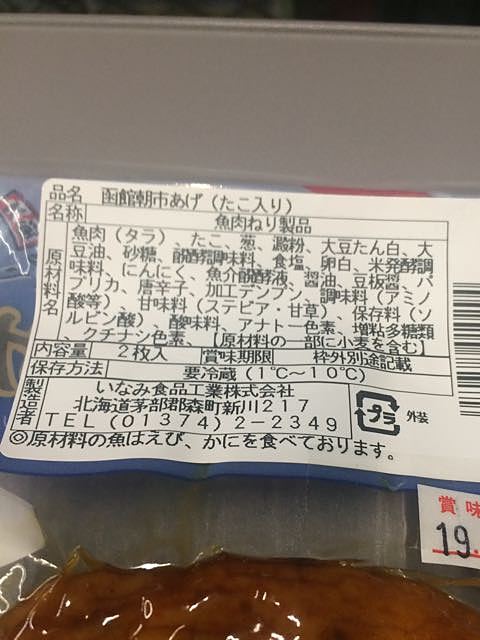 品名 函館朝市あげ（たこ入り）
名称 魚肉ねり製品
原材料名
魚肉（タラ）、たこ、葱、澱粉、大豆たん白、大
豆油、砂糖、醗酵調味料、食塩、卵白、米発酵調
味料、にんにく、魚介醗酵液、醤油、豆板醤、パ
プリカ、唐辛子、加工デンプン、調味料（アミノ
酸等）、甘味料（ステビア・甘草）、保存料（ソ
ルビン酸）、酸味料、アナトー色素、増粘多糖類
、クチナシ色素、【原材料の一部に小麦を含む】
内容量 2枚入 賞味期限 枠外別途記載
保存方法 要冷蔵（1℃～10℃）
製造者
いなみ食品工業株式会社
北海道茅部郡森町新川217
TEL（01374）2-2349
プラ 外装
◎原材料の魚はえび、かにを食べております。
賞味
19.